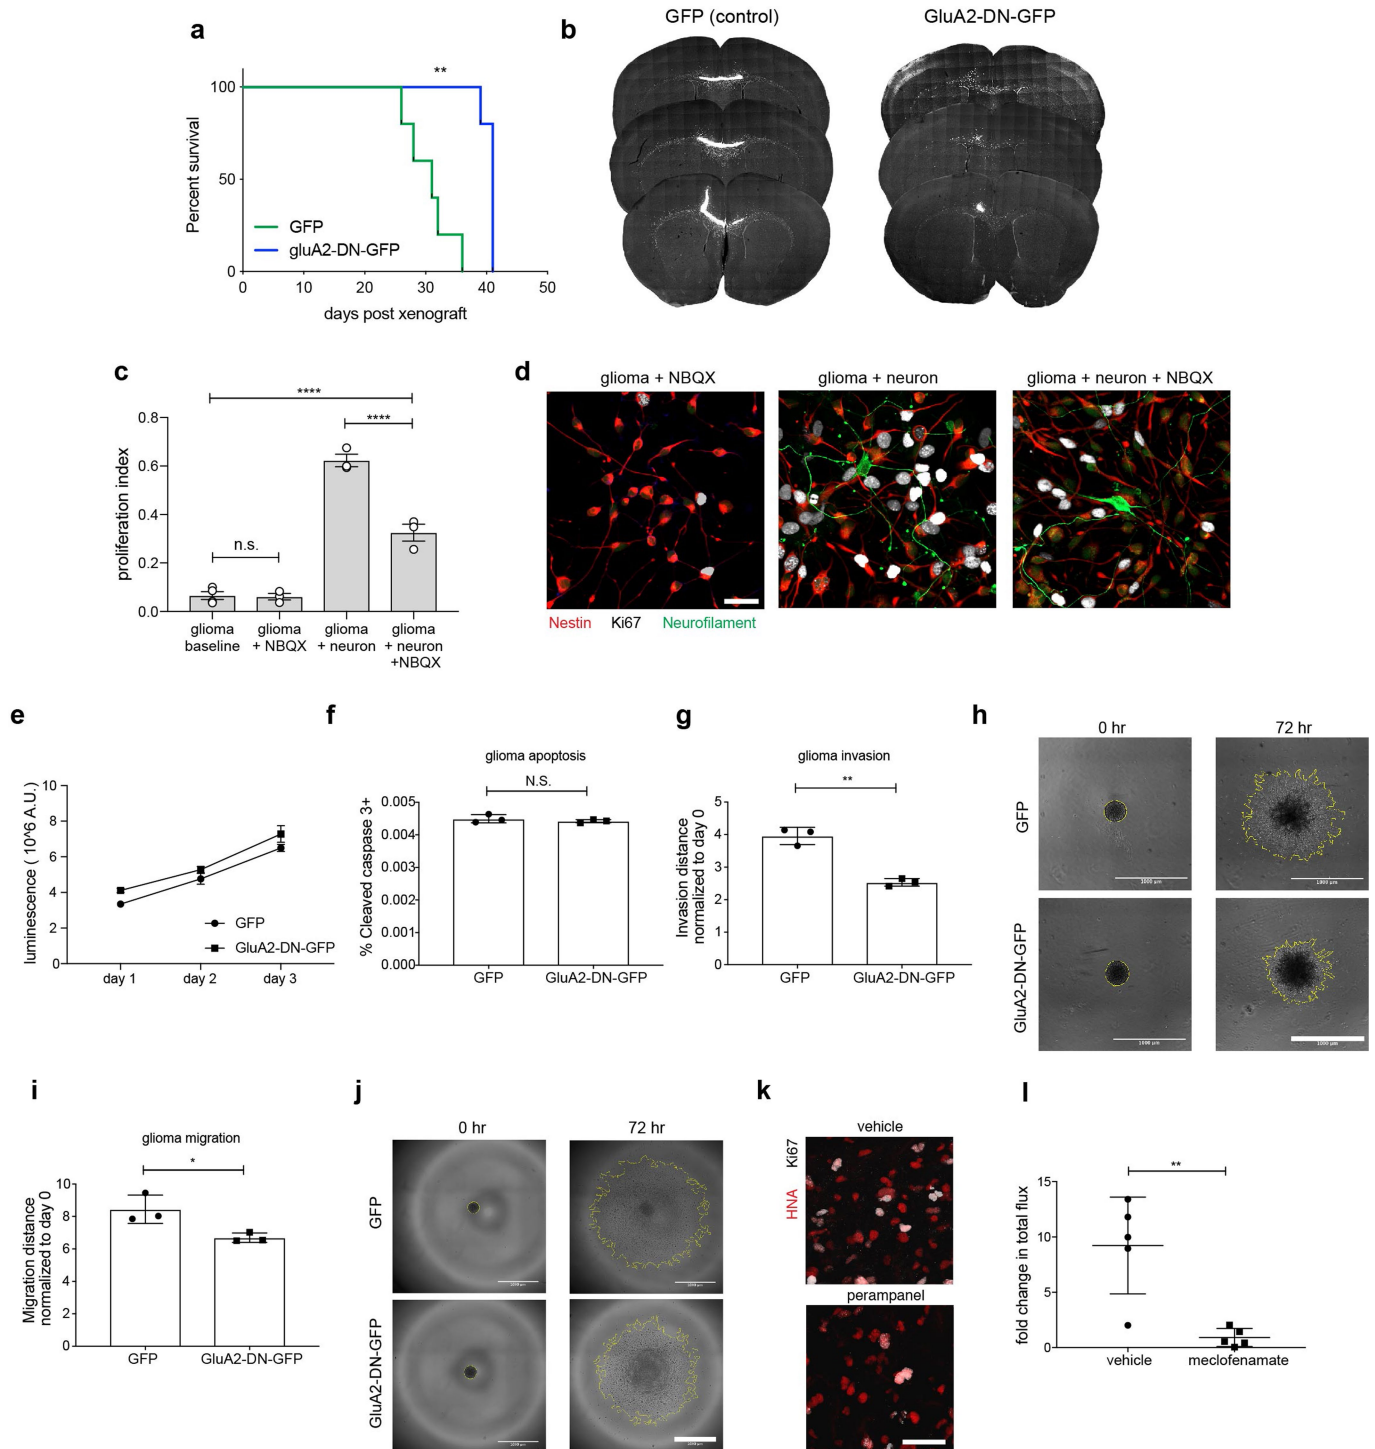 a
**
100
50
0
Percent survival
GFP
gluA2-DN-GFP
0 10 20 30 40 50
days post xenograft
b
GFP (control)
GluA2-DN-GFP
c
****
****
n.s.
0.8
0.6
0.4
0.2
0.0
proliferation index
glioma baseline
glioma + NBQX
glioma + neuron
glioma + neuron +NBQX
d
glioma + NBQX
glioma + neuron
glioma + neuron + NBQX
Nestin Ki67 Neurofilament
e
10
8
6
4
2
0
luminescence ( 10^6 A.U.)
GFP
GluA2-DN-GFP
day 1 day 2 day 3
f
glioma apoptosis
N.S.
0.005
0.004
0.003
0.002
0.001
0.000
% Cleaved caspase 3+
GFP GluA2-DN-GFP
g
glioma invasion
**
5
4
3
2
1
0
Invasion distance
normalized to day 0
GFP GluA2-DN-GFP
h
0 hr 72 hr
GFP
1000 µm
1000 µm
GluA2-DN-GFP
1000 µm
1000 µm
i
glioma migration
*
10
8
6
4
2
0
Migration distance
normalized to day 0
GFP GluA2-DN-GFP
j
0 hr 72 hr
GFP
GluA2-DN-GFP
k
vehicle
HNA Ki67
perampanel
l
**
15
10
5
0
fold change in total flux
vehicle meclofenamate